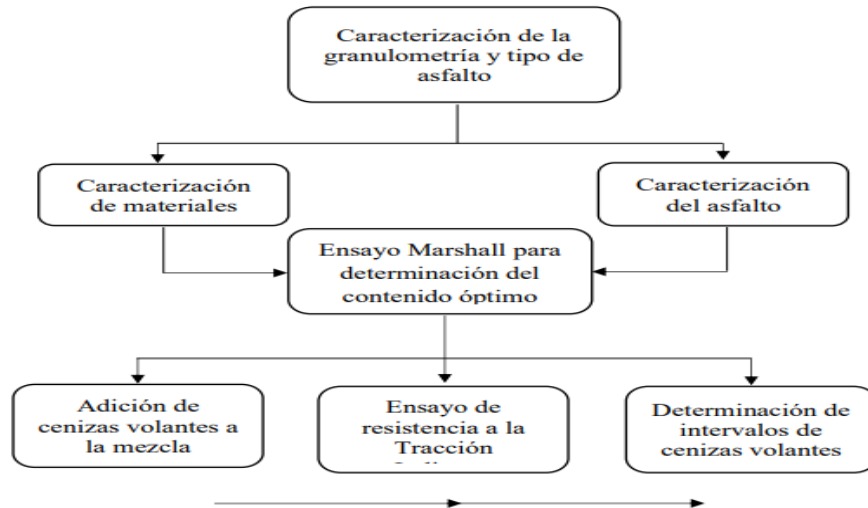 Caracterización de la
granulometría y tipo de
asfalto
Caracterización
de materiales
Caracterización
del asfalto
Ensayo Marshall para
determinación del
contenido óptimo
Adición de
cenizas volantes a
la mezcla
Ensayo de
resistencia a la
Tracción
Determinación de
intervalos de
cenizas volantes